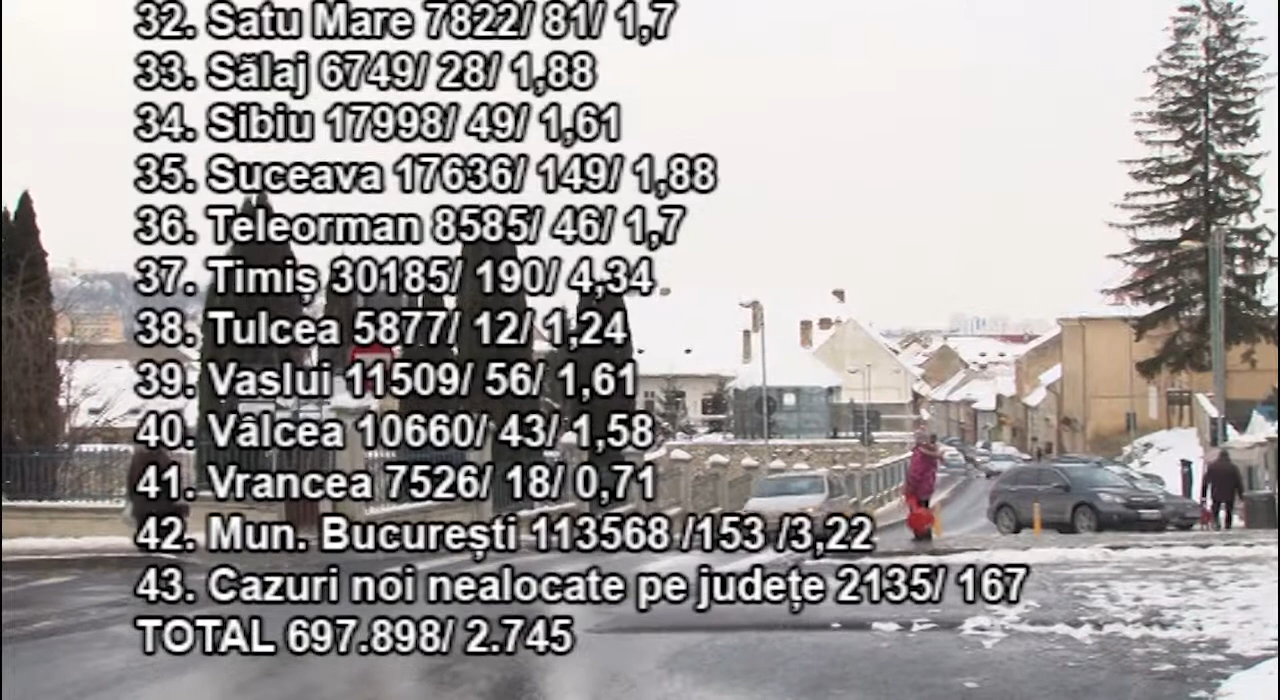 32. Satu Mare 7822/ 81/ 1,7
33. Sălaj 6749/ 28/ 1,88
34. Sibiu 17998/ 49/ 1,61
35. Suceava 17636/ 149/ 1,88
36. Teleorman 8585/ 46/ 1,7
37. Timiș 30185/ 190/ 4,34
38. Tulcea 5877/ 12/ 1,24
39. Vaslui 11509/ 56/ 1,61
40. Vâlcea 10660/ 43/ 1,58
41. Vrancea 7526/ 18/ 0,71
42. Mun. București 113568 /153 /3,22
43. Cazuri noi nealocate pe județe 2135/ 167
TOTAL 697.898/ 2.745